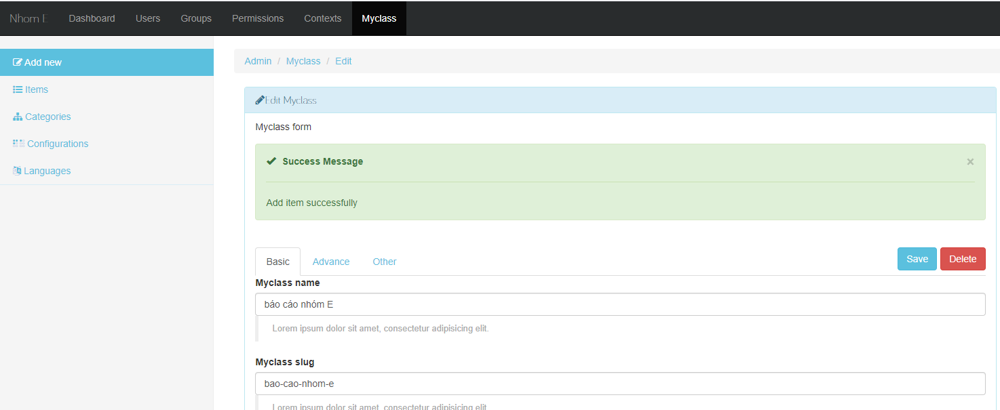 Nhom E Dashboard Users Groups Permissions Contexts Myclass
Add new
Items
Categories
Configurations
Languages
Admin / Myclass / Edit
Edit Myclass
Myclass form
Success Message ×
Add item successfully
Basic Advance Other Save Delete
Myclass name
báo cáo nhóm E
Lorem ipsum dolor sit amet, consectetur adipisicing elit.
Myclass slug
bao-cao-nhom-e
Lorem ipsum dolor sit amet, consectetur adipisicing elit.